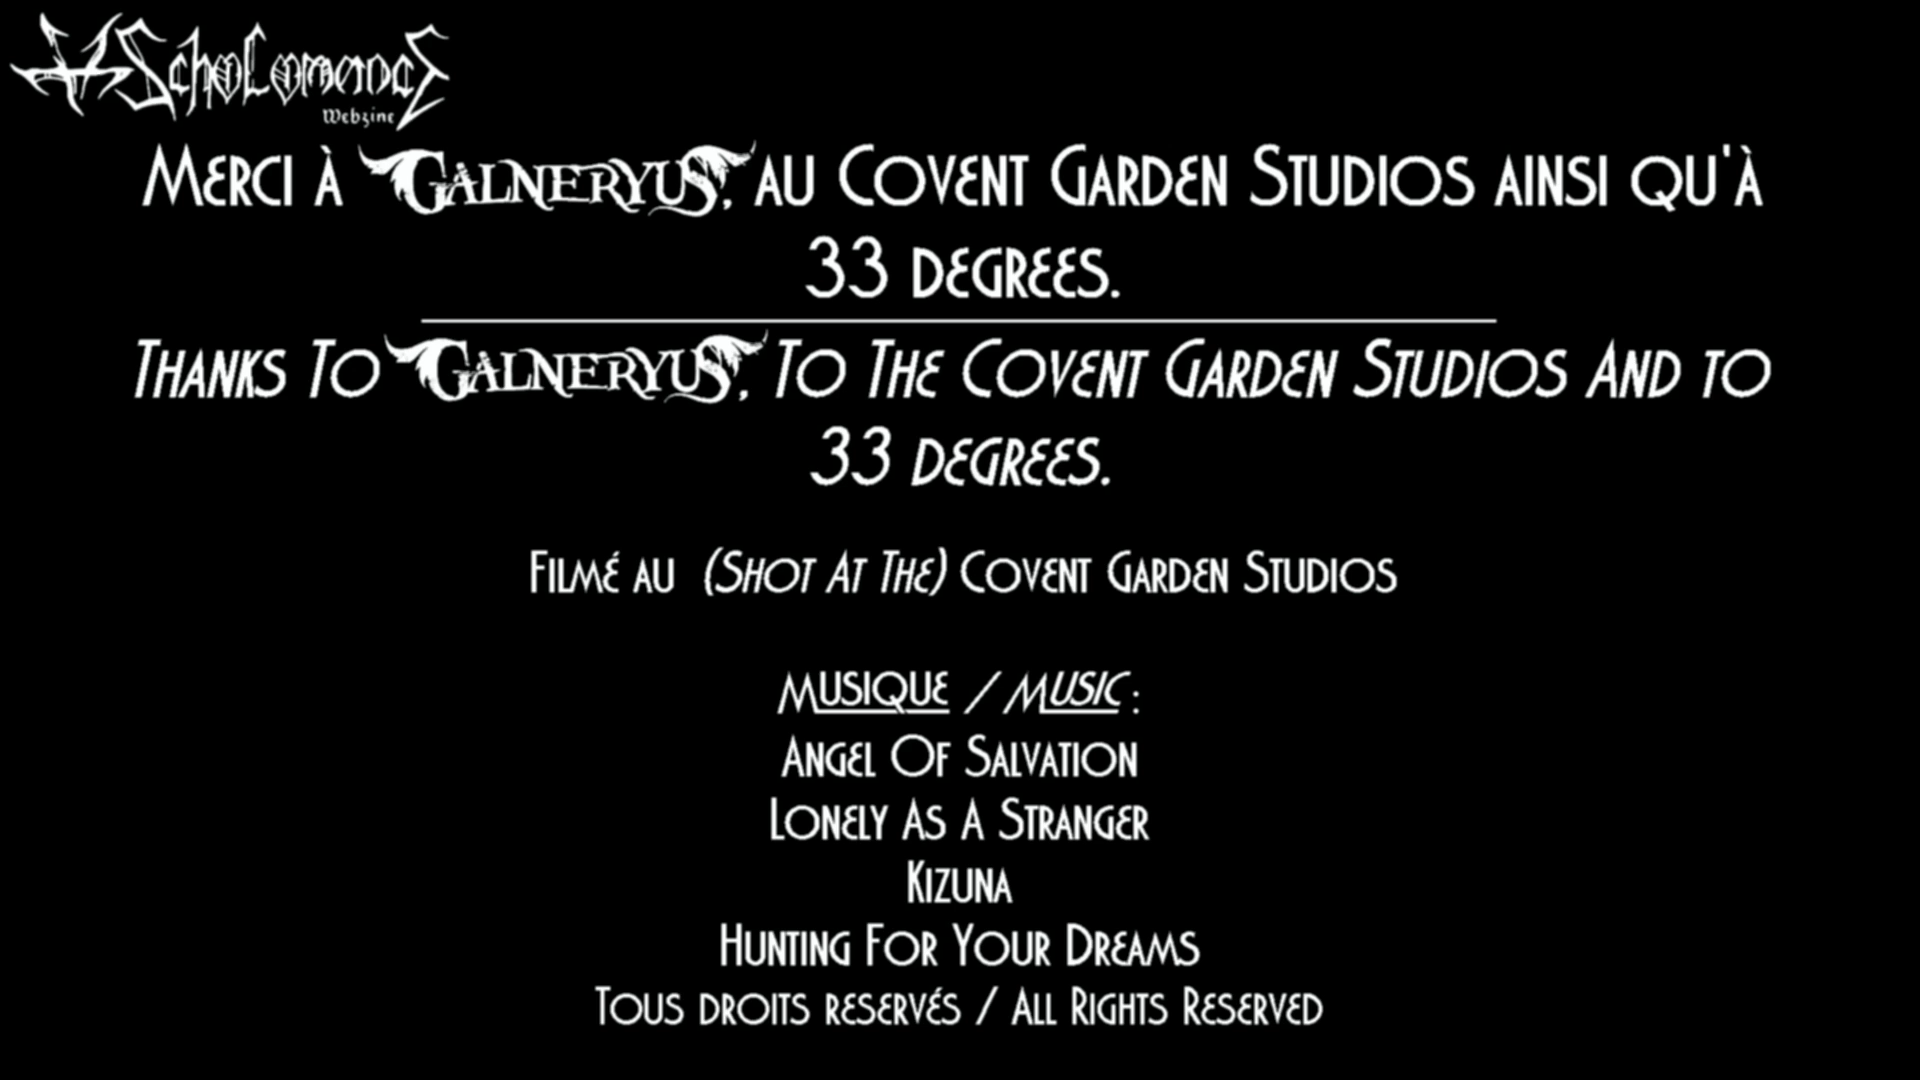 Scholomance
Webzine
Merci à Galneryus, au Covent Garden Studios ainsi qu'à
33 degrees.
Thanks To Galneryus, To The Covent Garden Studios And to
33 degrees.
Filmé au (Shot At The) Covent Garden Studios
Musique / Music :
Angel Of Salvation
Lonely As A Stranger
Kizuna
Hunting For Your Dreams
Tous droits reservés / All Rights Reserved